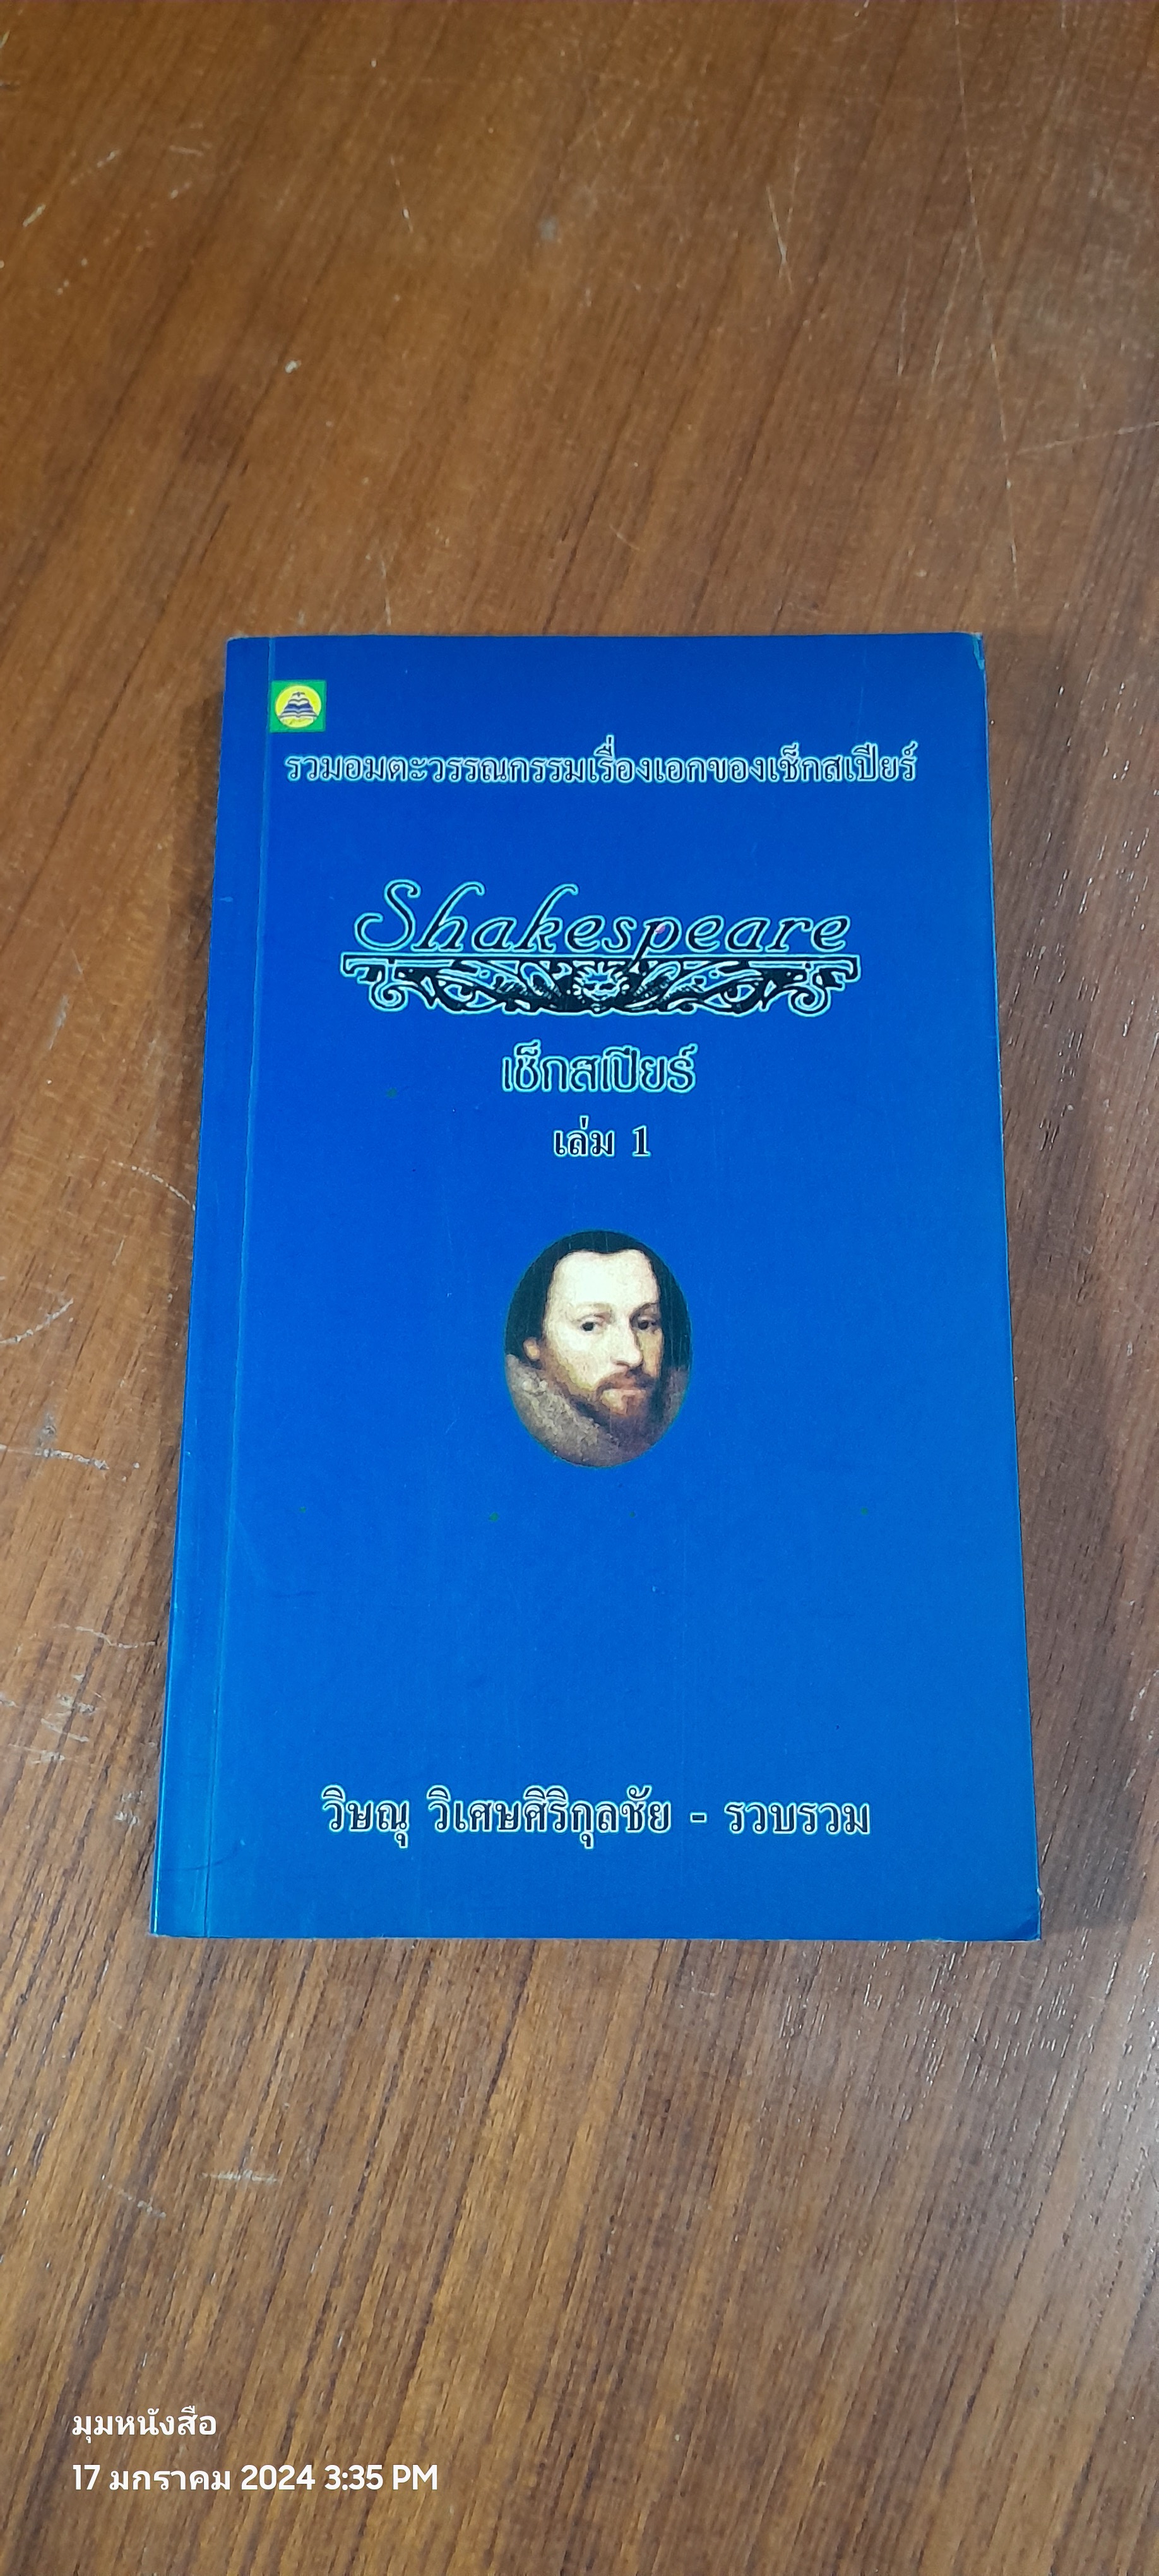 รวมอมตะวรรณกรรมเรื่องเอกของเช็กสเปียร์
Shakespeare
เช็กสเปียร์
เล่ม 1
วิษณุ วิเศษศิริกุลชัย - รวบรวม
มุมหนังสือ
17 มกราคม 2024 3:35 PM